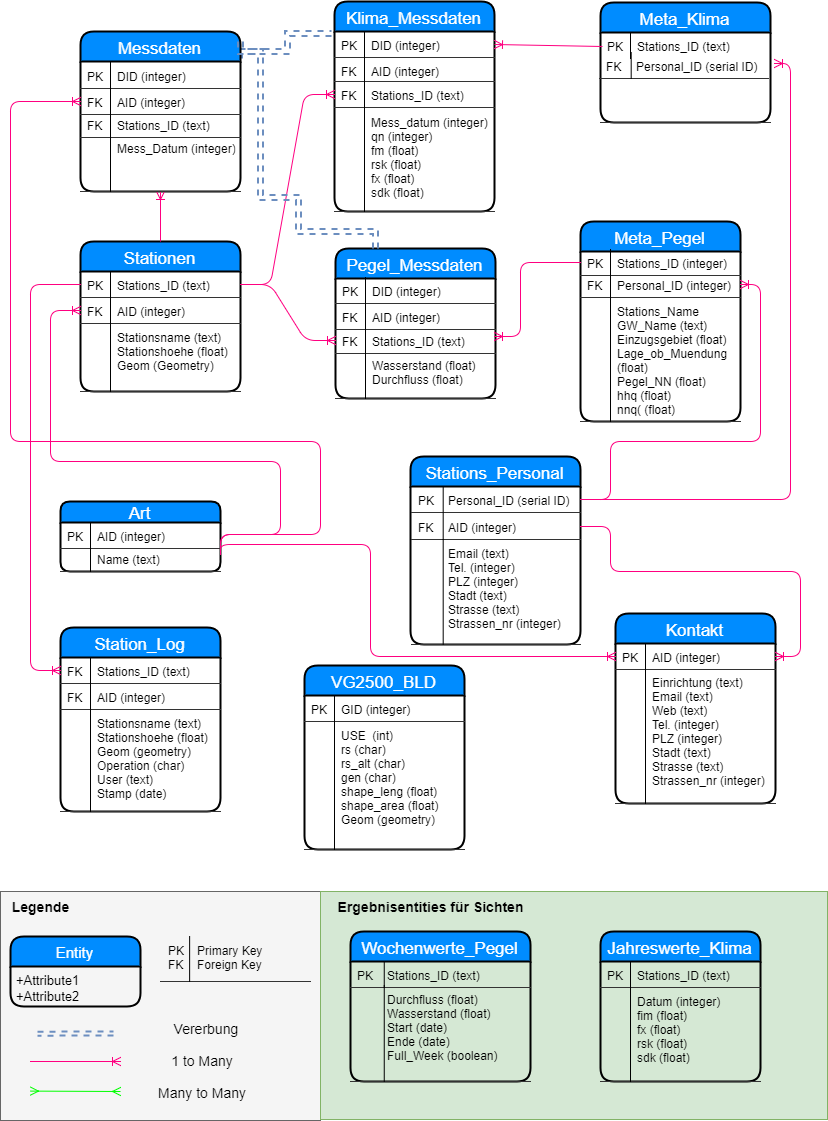 Messdaten
PK DID (integer)
FK AID (integer)
FK Stations_ID (text)
Mess_Datum (integer)
Klima_Messdaten
PK DID (integer)
FK AID (integer)
FK Stations_ID (text)
Mess_datum (integer)
qn (integer)
fm (float)
rsk (float)
fx (float)
sdk (float)
Meta_Klima
PK Stations_ID (text)
FK Personal_ID (serial ID)
Stationen
PK Stations_ID (text)
FK AID (integer)
Stationsname (text)
Stationshoehe (float)
Geom (Geometry)
Pegel_Messdaten
PK DID (integer)
FK AID (integer)
FK Stations_ID (text)
Wasserstand (float)
Durchfluss (float)
Meta_Pegel
PK Stations_ID (integer)
FK Personal_ID (integer)
Stations_Name
GW_Name (text)
Einzugsgebiet (float)
Lage_ob_Muendung
(float)
Pegel_NN (float)
hhq (float)
nnq( (float)
Art
PK AID (integer)
Name (text)
Stations_Personal
PK Personal_ID (serial ID)
FK AID (integer)
Email (text)
Tel. (integer)
PLZ (integer)
Stadt (text)
Strasse (text)
Strassen_nr (integer)
Station_Log
FK Stations_ID (text)
FK AID (integer)
Stationsname (text)
Stationshoehe (float)
Geom (geometry)
Operation (char)
User (text)
Stamp (date)
VG2500_BLD
PK GID (integer)
USE (int)
rs (char)
rs_alt (char)
gen (char)
shape_leng (float)
shape_area (float)
Geom (geometry)
Kontakt
PK AID (integer)
Einrichtung (text)
Email (text)
Web (text)
Tel. (integer)
PLZ (integer)
Stadt (text)
Strasse (text)
Strassen_nr (integer)
Legende
Entity
+Attribute1
+Attribute2
PK Primary Key
FK Foreign Key
Vererbung
1 to Many
Many to Many
Ergebnisentities für Sichten
Wochenwerte_Pegel
PK Stations_ID (text)
Durchfluss (float)
Wasserstand (float)
Start (date)
Ende (date)
Full_Week (boolean)
Jahreswerte_Klima
PK Stations_ID (text)
Datum (integer)
fim (float)
fx (float)
rsk (float)
sdk (float)